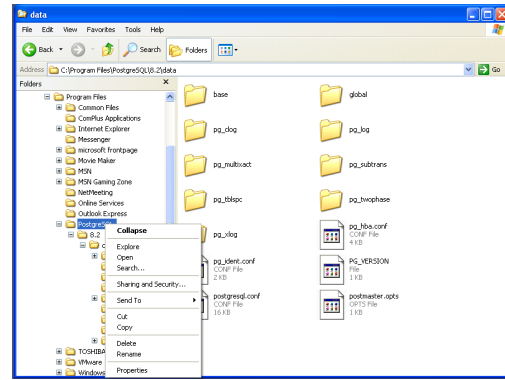 data
File Edit View Favorites Tools Help
Back Search Folders
Address C:\Program Files\PostgreSQL\8.2\data Go
Folders
Program Files
Common Files
ComPlus Applications
Internet Explorer
Messenger
microsoft frontpage
Movie Maker
MSN
MSN Gaming Zone
NetMeeting
Online Services
Outlook Express
PostgreSQL
8.2
TOSHIBA
VMware
Windows
Collapse
Explore
Open
Search...
Sharing and Security...
Send To
Cut
Copy
Delete
Rename
Properties
base
global
pg_clog
pg_log
pg_multixact
pg_subtrans
pg_tblspc
pg_twophase
pg_xlog
pg_hba.conf
CONF File
4 KB
pg_ident.conf
CONF File
2 KB
PG_VERSION
File
1 KB
postgresql.conf
CONF File
16 KB
postmaster.opts
OPTS File
1 KB